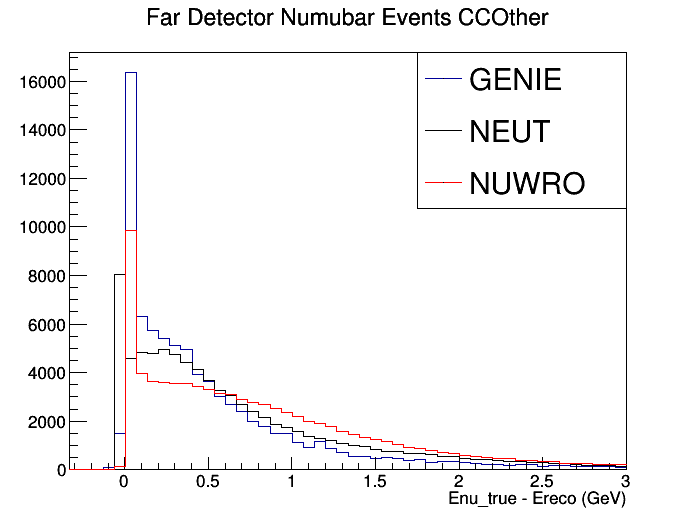 Far Detector Numubar Events CCOther
GENIE
NEUT
NUWRO
16000
14000
12000
10000
8000
6000
4000
2000
0
0 0.5 1 1.5 2 2.5 3
Enu_true - Ereco (GeV)